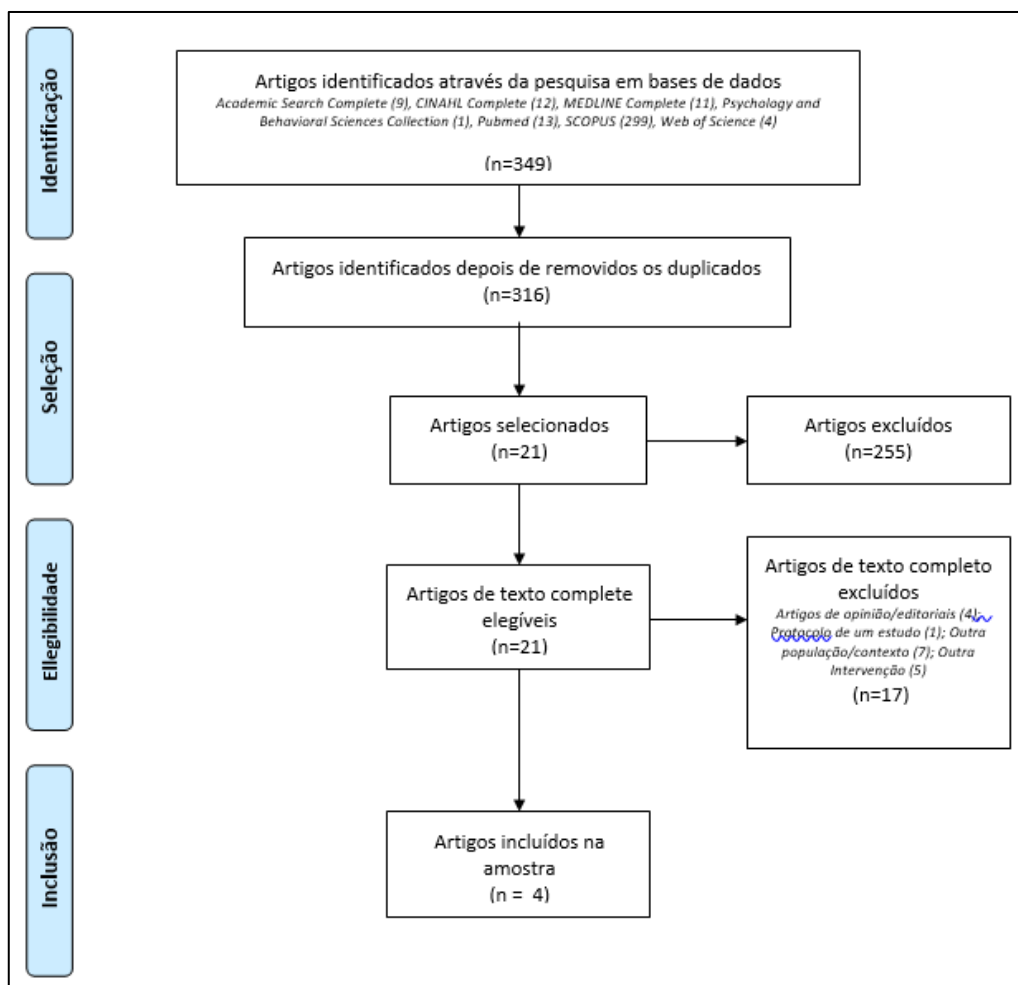 Identificação
Artigos identificados através da pesquisa em bases de dados
Academic Search Complete (9), CINAHL Complete (12), MEDLINE Complete (11), Psychology and
Behavioral Sciences Collection (1), Pubmed (13), SCOPUS (299), Web of Science (4)
(n=349)
Seleção
Artigos identificados depois de removidos os duplicados
(n=316)
Artigos selecionados
(n=21)
Artigos excluídos
(n=255)
Ellegibilidade
Artigos de texto complete
elegíveis
(n=21)
Artigos de texto completo
excluídos
Artigos de opinião/editoriais (4);
Protocolo de um estudo (1); Outra
população/contexto (7); Outra
Intervenção (5)
(n=17)
Inclusão
Artigos incluídos na
amostra
(n = 4)